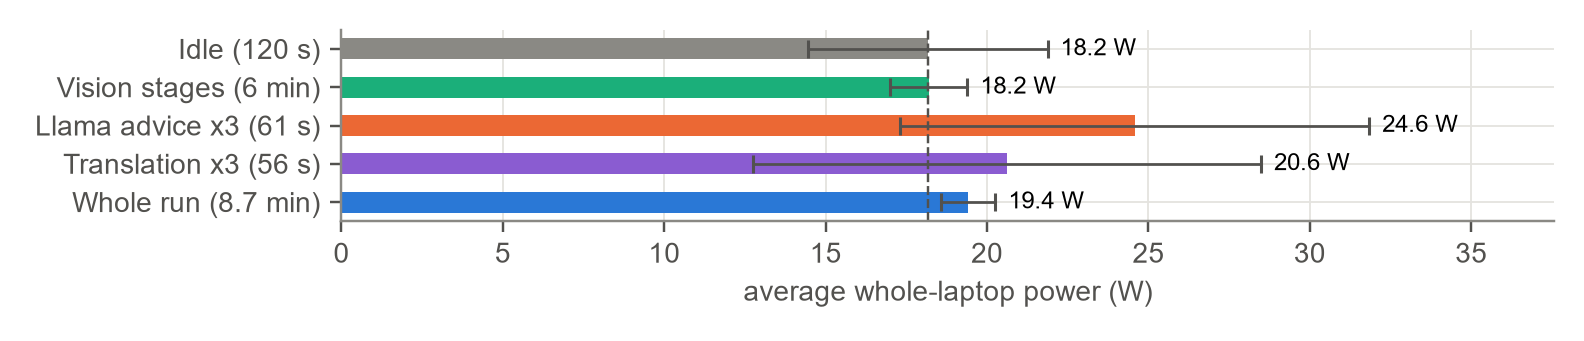 Idle (120 s) 18.2 W
Vision stages (6 min) 18.2 W
Llama advice x3 (61 s) 24.6 W
Translation x3 (56 s) 20.6 W
Whole run (8.7 min) 19.4 W
0 5 10 15 20 25 30 35
average whole-laptop power (W)